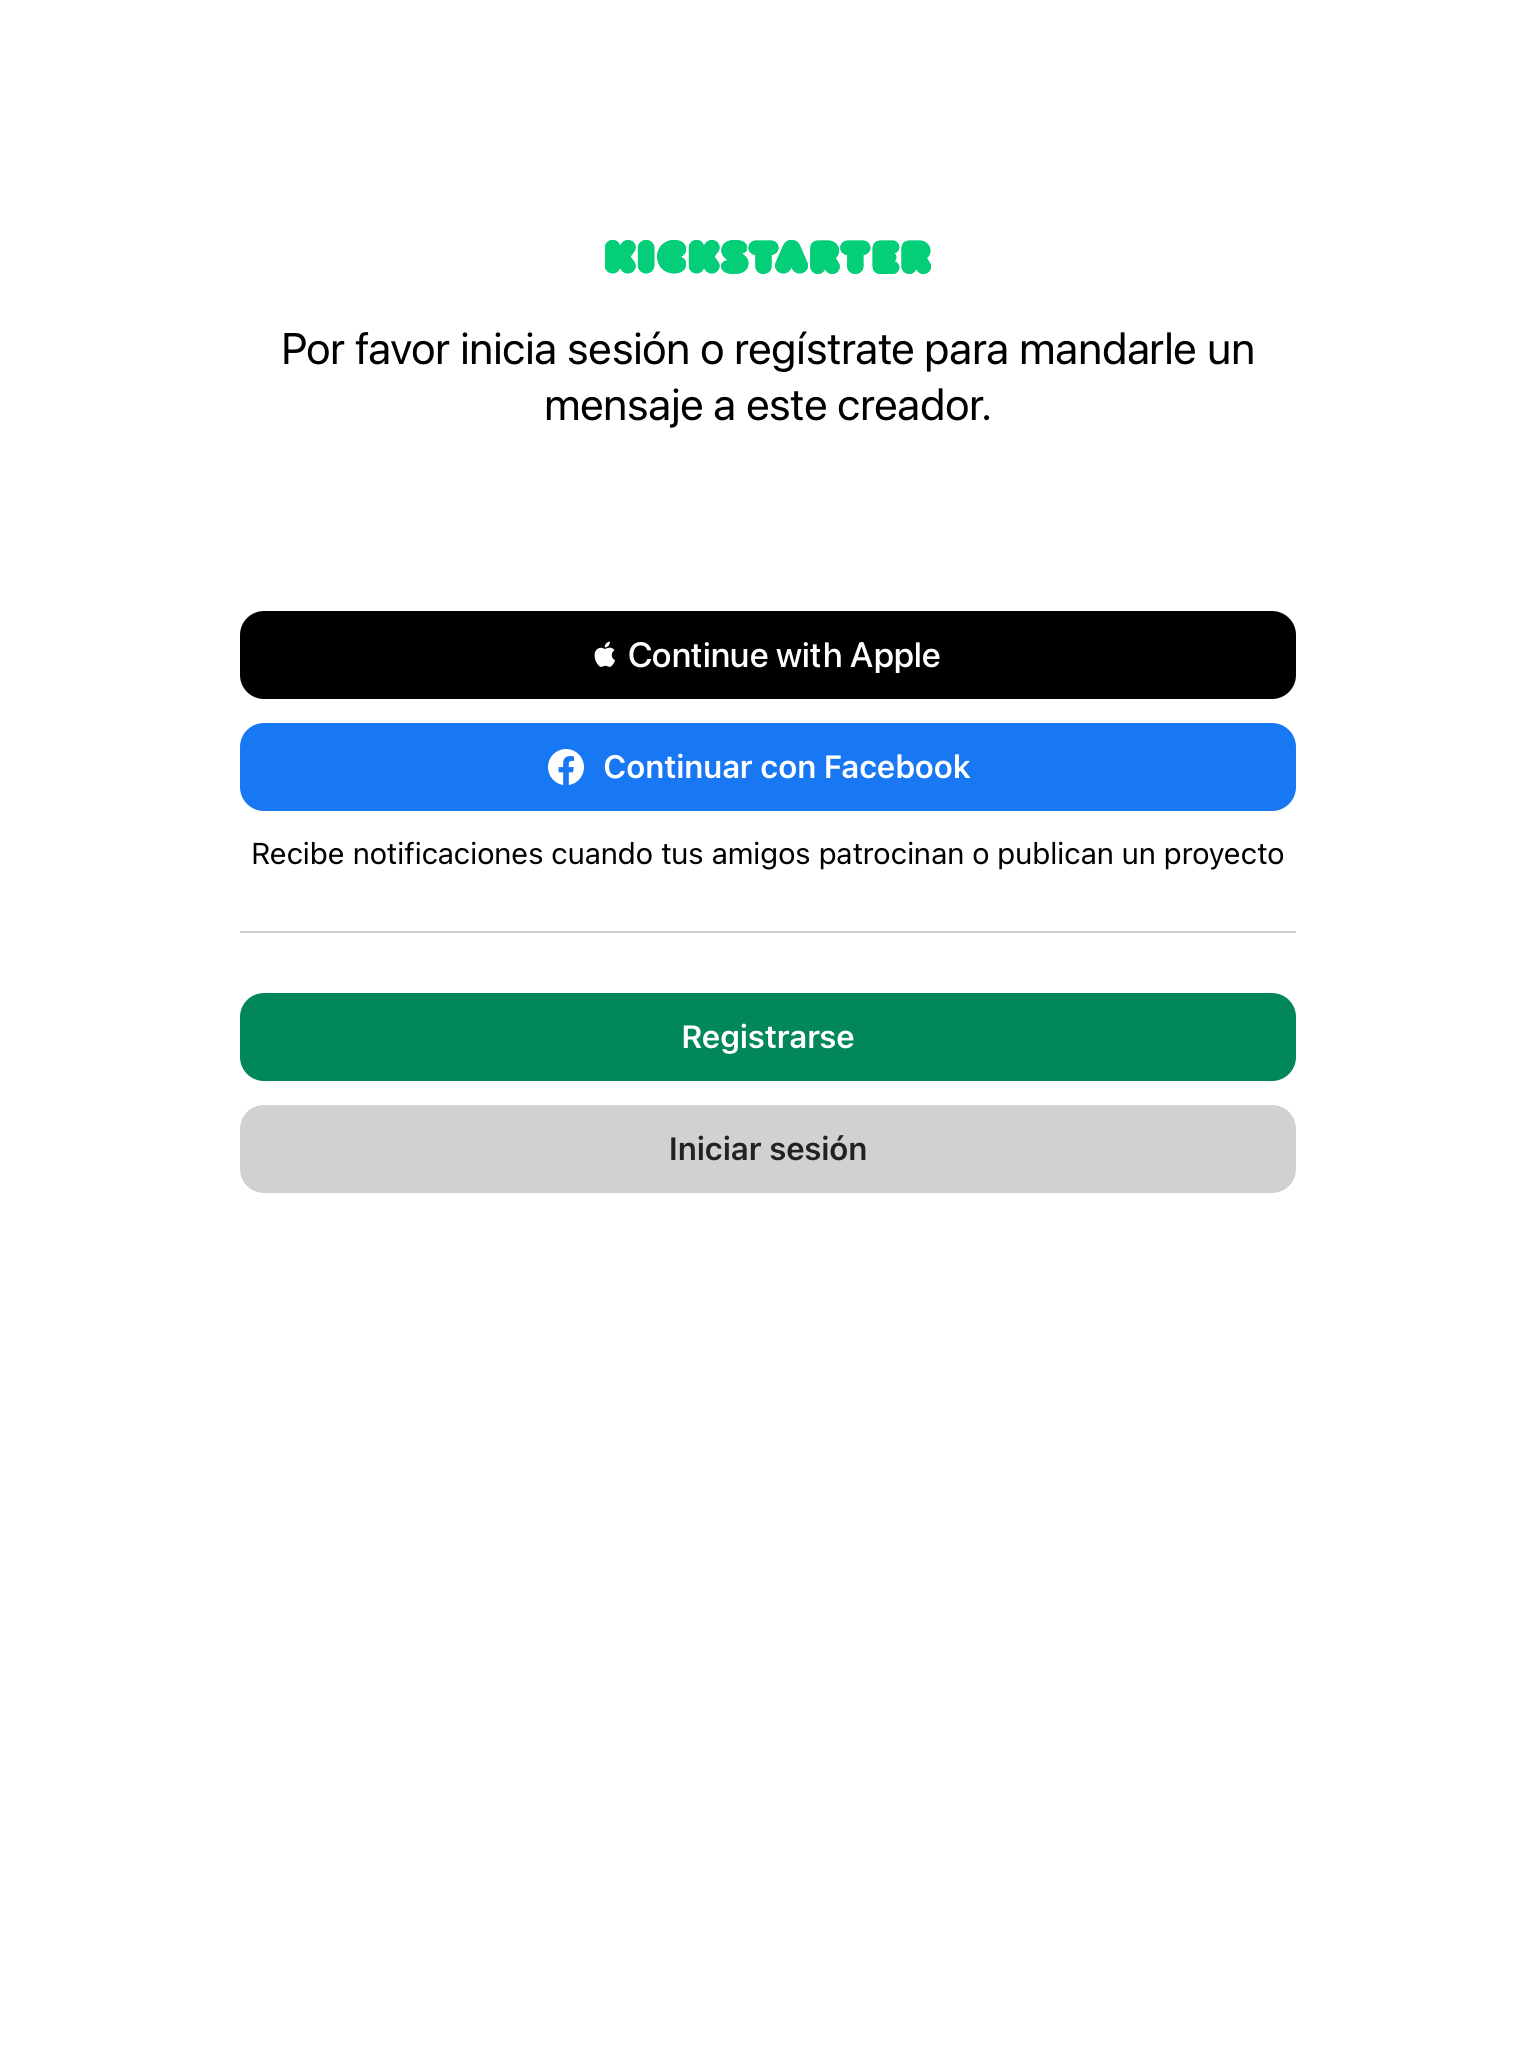 KICKSTARTER
Por favor inicia sesión o regístrate para mandarle un
mensaje a este creador.
Continue with Apple
Continuar con Facebook
Recibe notificaciones cuando tus amigos patrocinan o publican un proyecto
Registrarse
Iniciar sesión